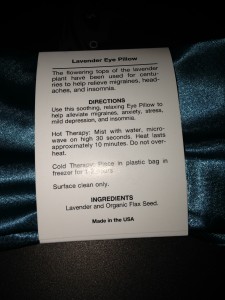 Lavender Eye Pillow
The flowering tops of the lavender
plant have been used for centu-
ries to help relieve migraines, head-
aches, and insomnia.
DIRECTIONS
Use this soothing, relaxing Eye Pillow to
help alleviate migraines, anxiety, stress,
mild depression, and insomnia.
Hot Therapy: Mist with water, micro-
wave on high 30 seconds. Heat lasts
approximately 10 minutes. Do not over-
heat.
Cold Therapy: Place in plastic bag in
freezer for hours
Surface clean only.
INGREDIENTS
Lavender and Organic Flax Seed.
Made in the USA